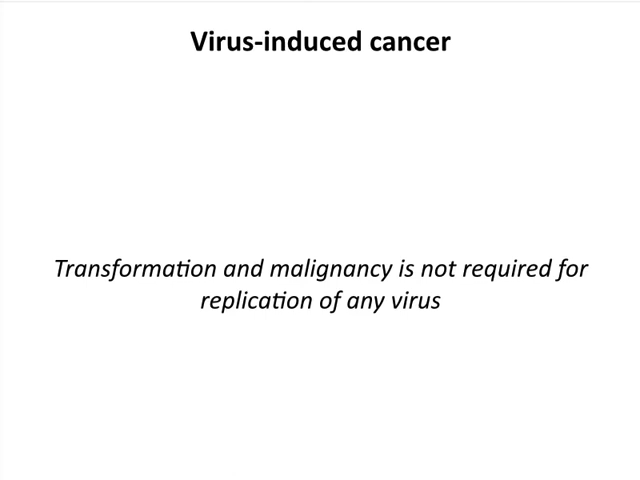 Virus-induced cancer
Transformation and malignancy is not required for
replication of any virus